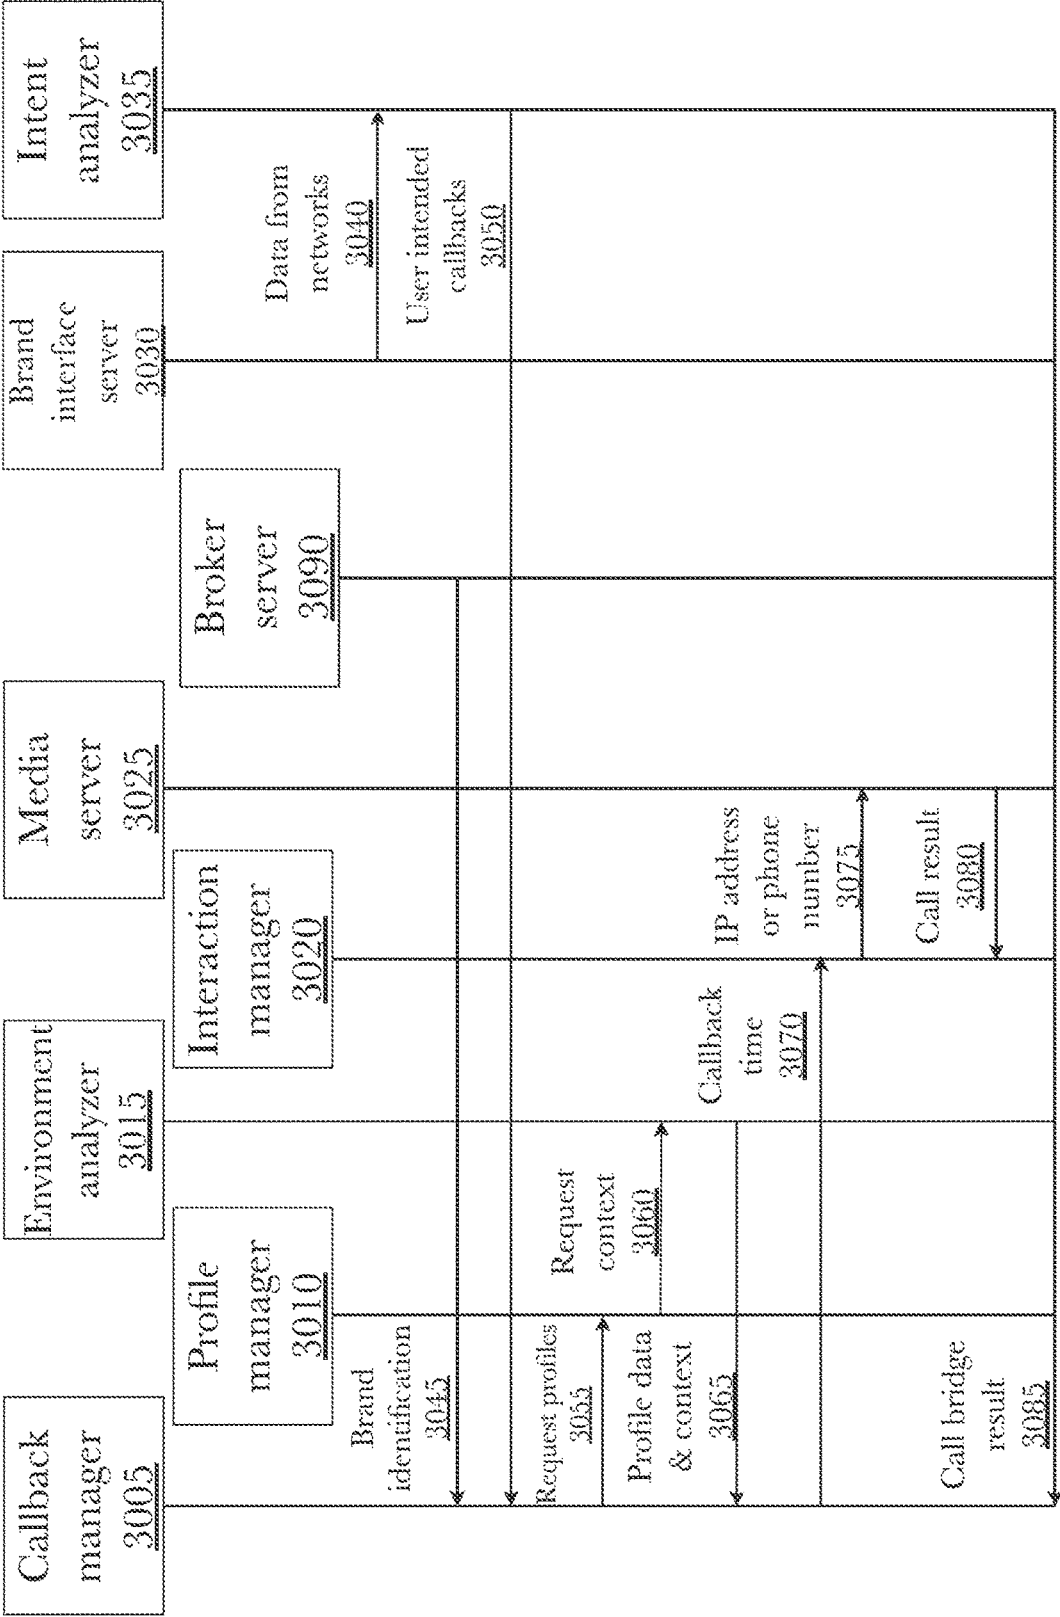 Callback
manager
3005
Profile
manager
3010
Environment
analyzer
3015
Interaction
manager
3020
Media
server
3025
Broker
server
3090
Brand
interface
server
3030
Intent
analyzer
3035
Data from
networks
3040
Brand
identification
3045
User intended
callbacks
3050
Request profiles
3055
Request
context
3060
Profile data
& context
3065
Callback
time
3070
IP address
or phone
number
3075
Call result
3080
Call bridge
result
3085